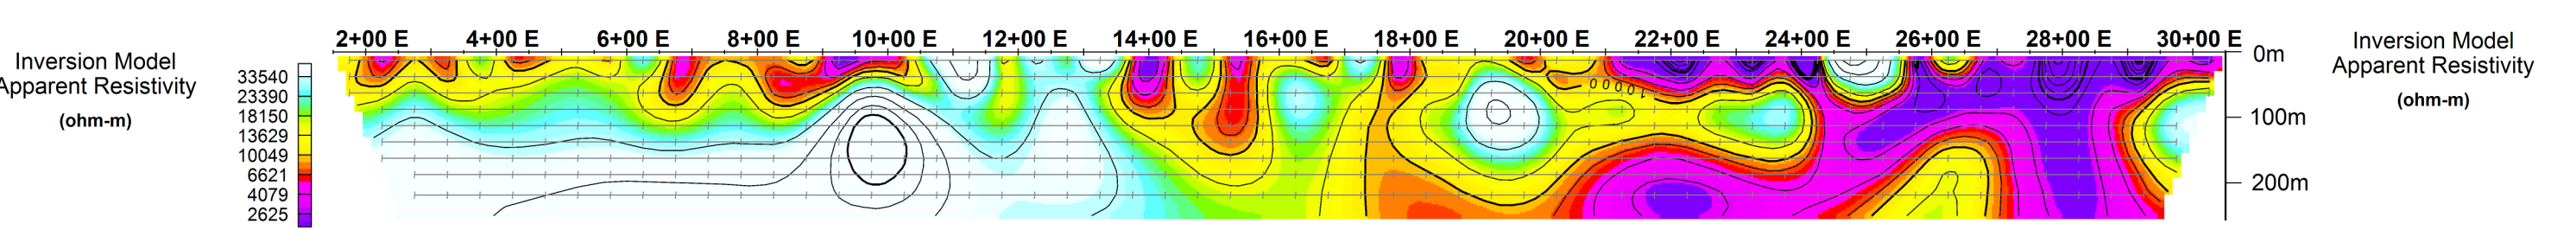 2+00 E 4+00 E 6+00 E 8+00 E 10+00 E 12+00 E 14+00 E 16+00 E 18+00 E 20+00 E 22+00 E 24+00 E 26+00 E 28+00 E 30+00 E
Inversion Model
Apparent Resistivity
(ohm-m)
33540
23390
18150
13629
10049
6621
4079
2625
10000
0m
100m
200m
Inversion Model
Apparent Resistivity
(ohm-m)